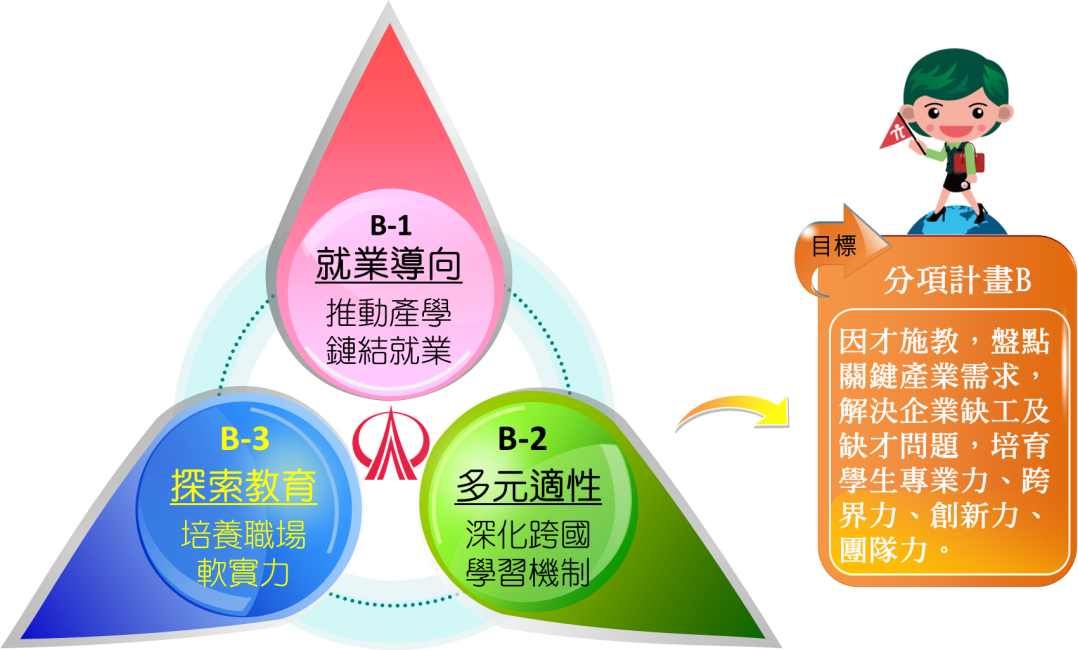 B-1
就業導向
推動產學
鏈結就業
B-3
探索教育
培養職場
軟實力
B-2
多元適性
深化跨國
學習機制
目標
分項計畫B
因才施教，盤點
關鍵產業需求，
解決企業缺工及
缺才問題，培育
學生專業力、跨
界力、創新力、
團隊力。